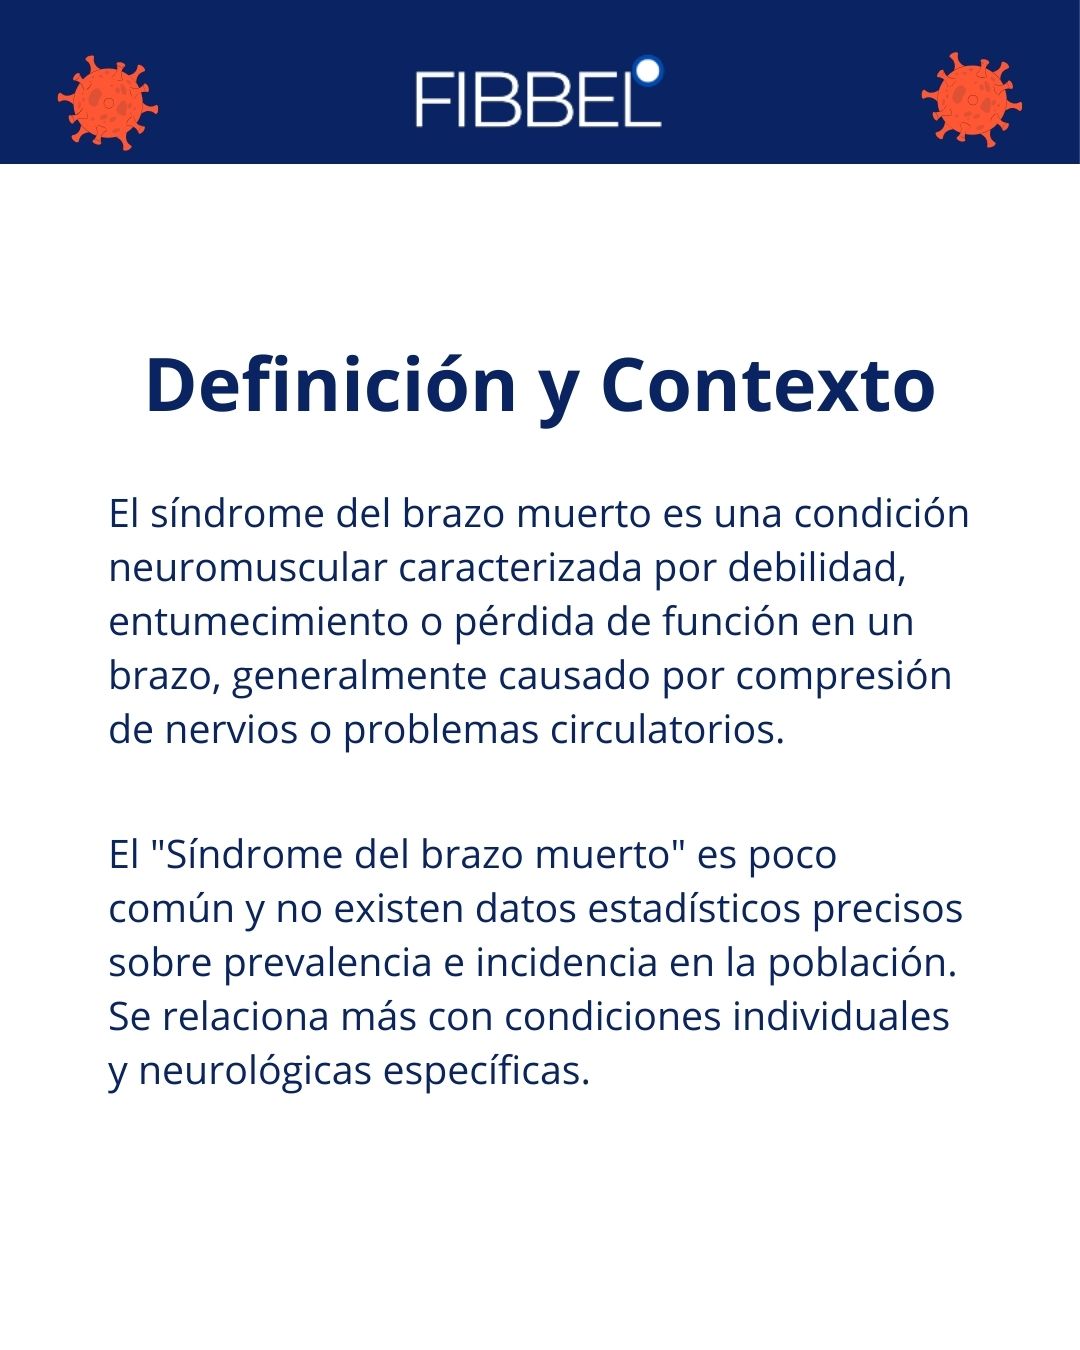 FIBBEL
Definición y Contexto
El síndrome del brazo muerto es una condición
neuromuscular caracterizada por debilidad,
entumecimiento o pérdida de función en un
brazo, generalmente causado por compresión
de nervios o problemas circulatorios.
El "Síndrome del brazo muerto" es poco
común y no existen datos estadísticos precisos
sobre prevalencia e incidencia en la población.
Se relaciona más con condiciones individuales
y neurológicas específicas.